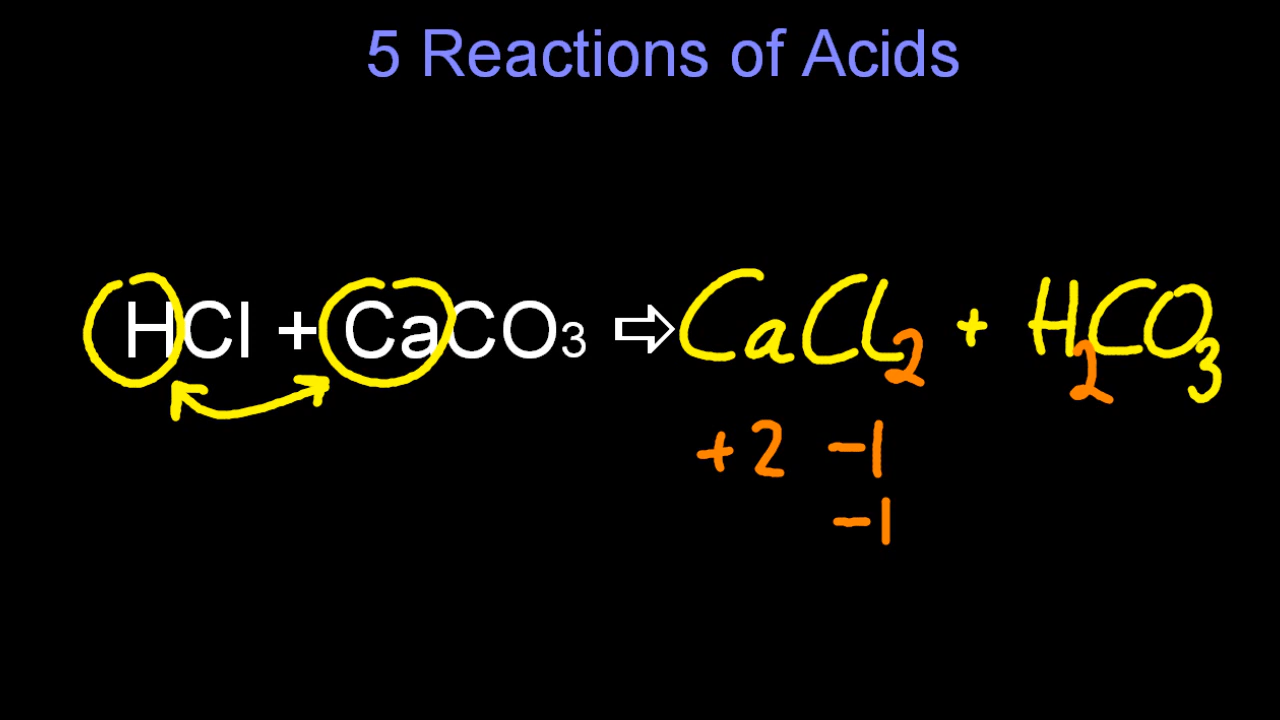 5 Reactions of Acids
HCl + CaCO₃ ⇨ CaCl₂ + H₂CO₃
+2 -1
-1